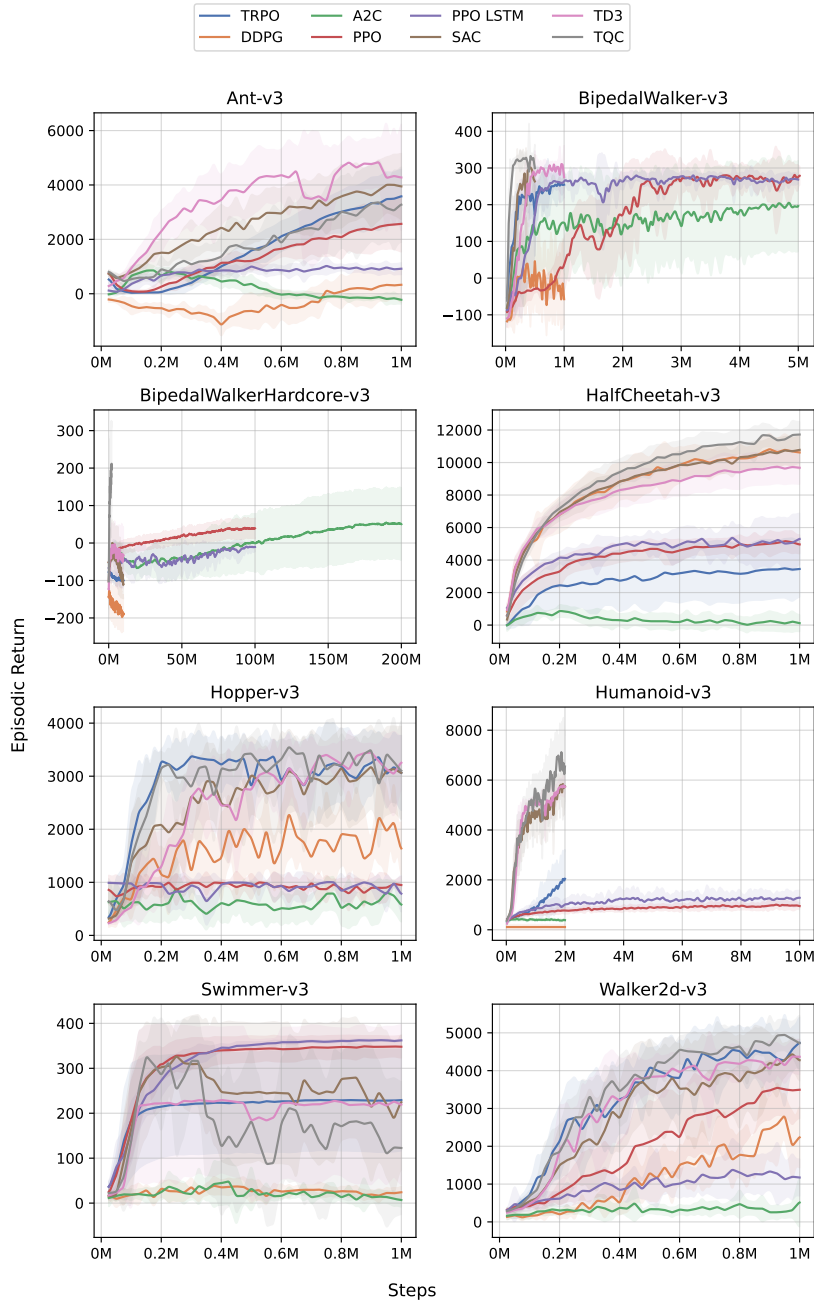 TRPO A2C PPO LSTM TD3
DDPG PPO SAC TQC
Ant-v3
6000
4000
2000
0
0M 0.2M 0.4M 0.6M 0.8M 1M
BipedalWalker-v3
400
300
200
100
0
−100
0M 1M 2M 3M 4M 5M
BipedalWalkerHardcore-v3
300
200
100
0
−100
−200
0M 50M 100M 150M 200M
HalfCheetah-v3
12000
10000
8000
6000
4000
2000
0
0M 0.2M 0.4M 0.6M 0.8M 1M
Episodic Return
Hopper-v3
4000
3000
2000
1000
0
0M 0.2M 0.4M 0.6M 0.8M 1M
Humanoid-v3
8000
6000
4000
2000
0
0M 2M 4M 6M 8M 10M
Swimmer-v3
400
300
200
100
0
0M 0.2M 0.4M 0.6M 0.8M 1M
Walker2d-v3
5000
4000
3000
2000
1000
0
0M 0.2M 0.4M 0.6M 0.8M 1M
Steps